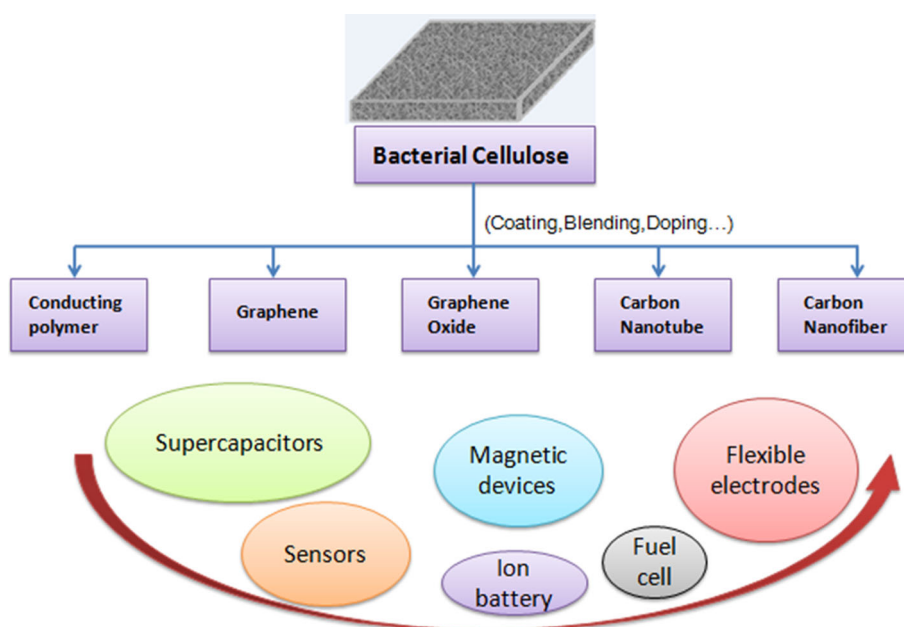 Bacterial Cellulose
(Coating,Blending,Doping...)
Conducting
polymer
Graphene
Graphene
Oxide
Carbon
Nanotube
Carbon
Nanofiber
Supercapacitors
Magnetic
devices
Flexible
electrodes
Sensors
Ion
battery
Fuel
cell